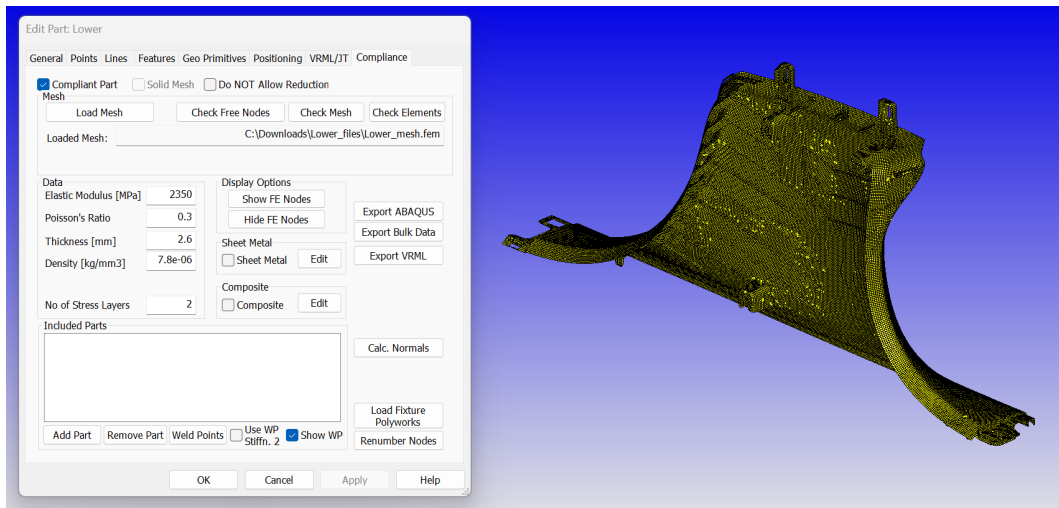 Edit Part: Lower
General Points Lines Features Geo Primitives Positioning VRML/JT Compliance
Compliant Part Solid Mesh Do NOT Allow Reduction
Mesh
Load Mesh Check Free Nodes Check Mesh Check Elements
Loaded Mesh: C:\Downloads\Lower_files\Lower_mesh.fem
Data
Elastic Modulus [MPa] 2350
Poisson's Ratio 0.3
Thickness [mm] 2.6
Density [kg/mm3] 7.8e-06
No of Stress Layers 2
Display Options
Show FE Nodes
Hide FE Nodes
Sheet Metal
Sheet Metal Edit
Composite
Composite Edit
Export ABAQUS
Export Bulk Data
Export VRML
Included Parts
Calc. Normals
Load Fixture
Polyworks
Renumber Nodes
Add Part Remove Part Weld Points Use WP
Stiffn. 2 Show WP
OK Cancel Apply Help